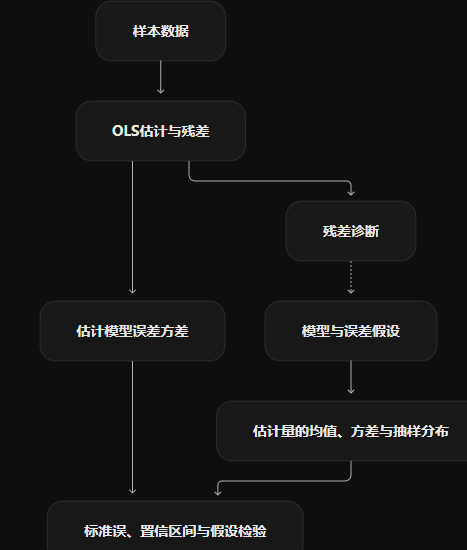 样本数据
OLS估计与残差
残差诊断
估计模型误差方差
模型与误差假设
估计量的均值、方差与抽样分布
标准误、置信区间与假设检验